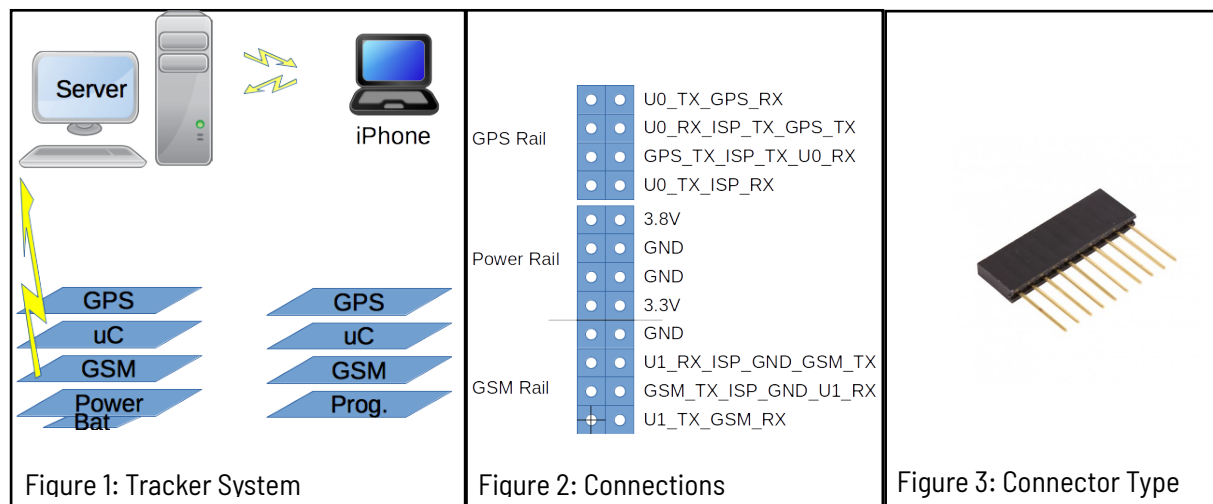 Server
iPhone
GPS
uC
GSM
Power
Bat
GPS
uC
GSM
Prog.
Figure 1: Tracker System
GPS Rail
U0_TX_GPS_RX
U0_RX_ISP_TX_GPS_TX
GPS_TX_ISP_TX_U0_RX
U0_TX_ISP_RX
Power Rail
3.8V
GND
GND
3.3V
GSM Rail
GND
U1_RX_ISP_GND_GSM_TX
GSM_TX_ISP_GND_U1_RX
U1_TX_GSM_RX
Figure 2: Connections
Figure 3: Connector Type